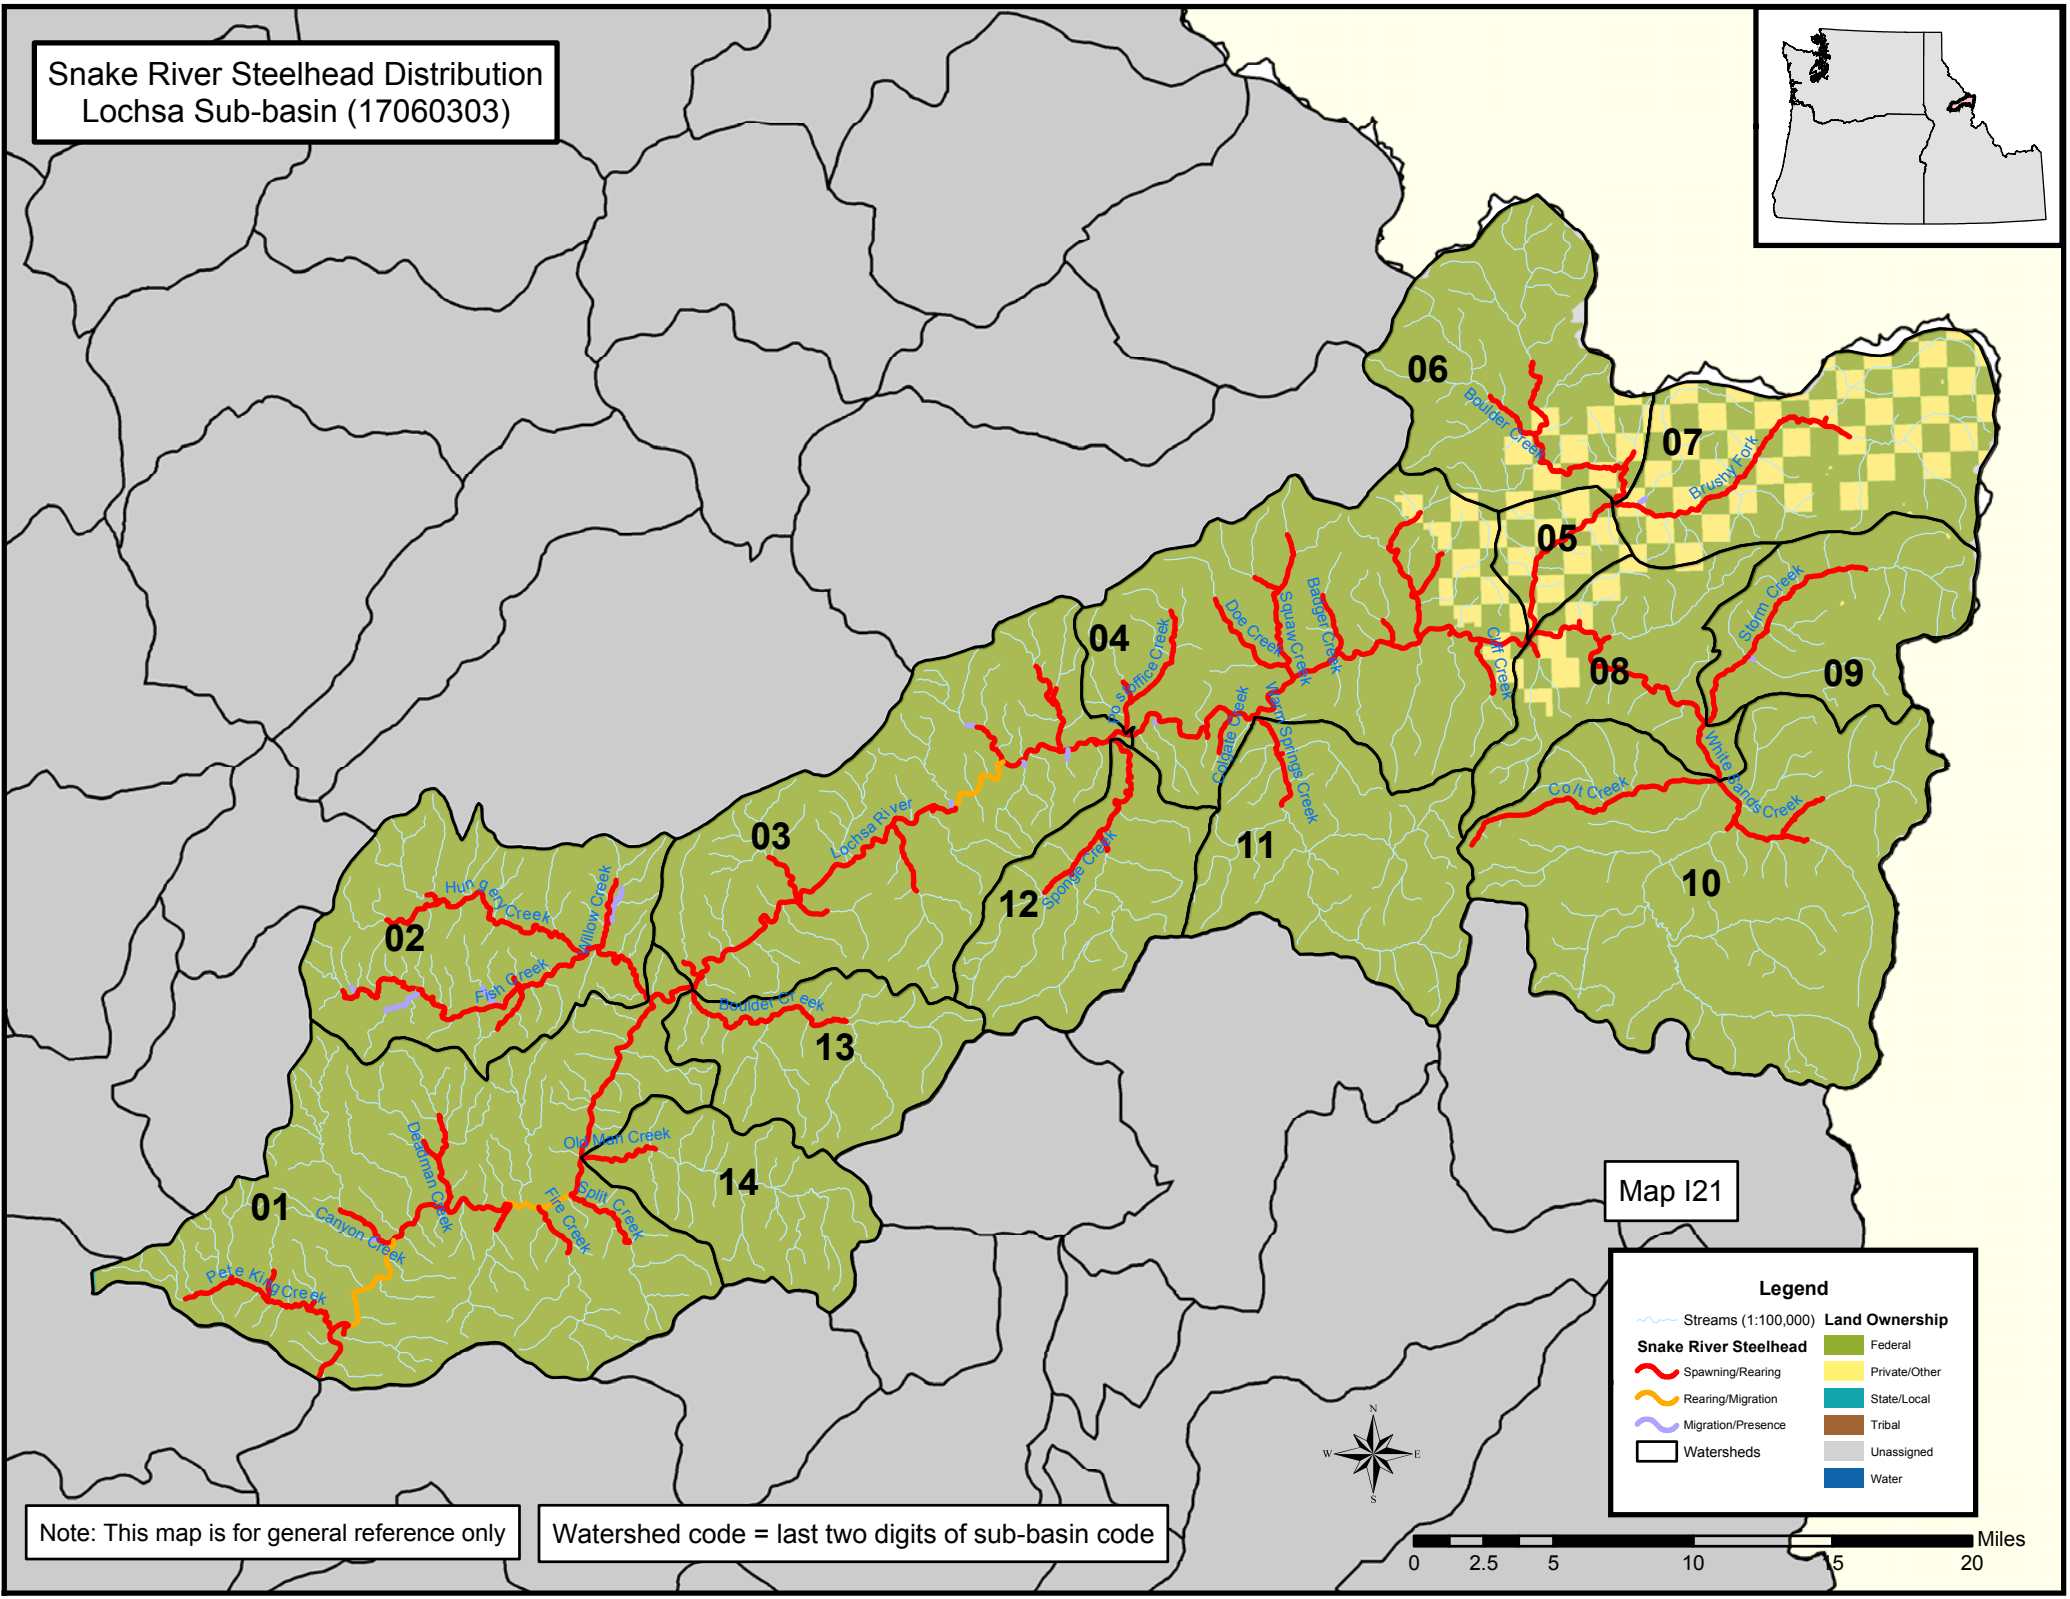 Snake River Steelhead Distribution
Lochsa Sub-basin (17060303)
06
Boulder Creek
07
Brushy Fork
05
04
Postoffice Creek
Doe Creek
Squaw Creek
Badger Creek
Cliff Creek
08
Storm Creek
09
Colgate Creek
Warm Springs Creek
White Sands Creek
Colt Creek
03
Lochsa River
11
10
12
Sponge Creek
Hungery Creek
Willow Creek
02
Fish Creek
Boulder Creek
13
Old Man Creek
14
Deadman Creek
01
Canyon Creek
Fire Creek
Split Creek
Pete King Creek
Map I21
Legend
Streams (1:100,000)
Snake River Steelhead
Spawning/Rearing
Rearing/Migration
Migration/Presence
Watersheds
Land Ownership
Federal
Private/Other
State/Local
Tribal
Unassigned
Water
N
W
E
S
Note: This map is for general reference only
Watershed code = last two digits of sub-basin code
Miles
0 2.5 5 10 15 20